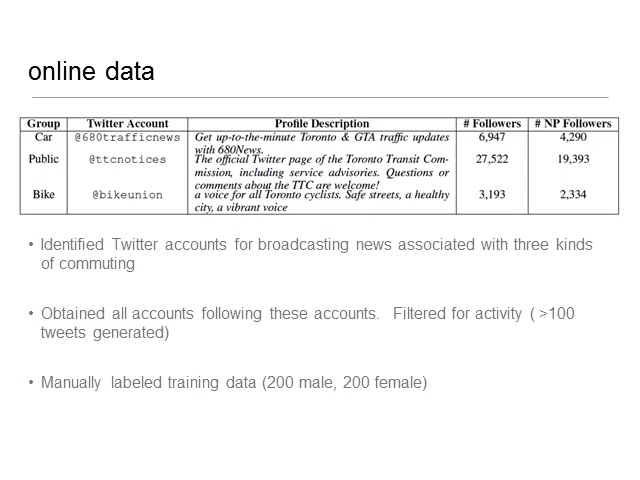 online data
Group Twitter Account Profile Description # Followers # NP Followers
Car @680trafficnews Get up-to-the-minute Toronto & GTA traffic updates 6,947 4,290
with 680News.
Public @ttcnotices The official Twitter page of the Toronto Transit Com- 27,522 19,393
mission, including service advisories. Questions or
comments about the TTC are welcome!
Bike @bikeunion a voice for all Toronto cyclists. Safe streets, a healthy 3,193 2,334
city, a vibrant voice
• Identified Twitter accounts for broadcasting news associated with three kinds
of commuting
• Obtained all accounts following these accounts. Filtered for activity ( >100
tweets generated)
• Manually labeled training data (200 male, 200 female)